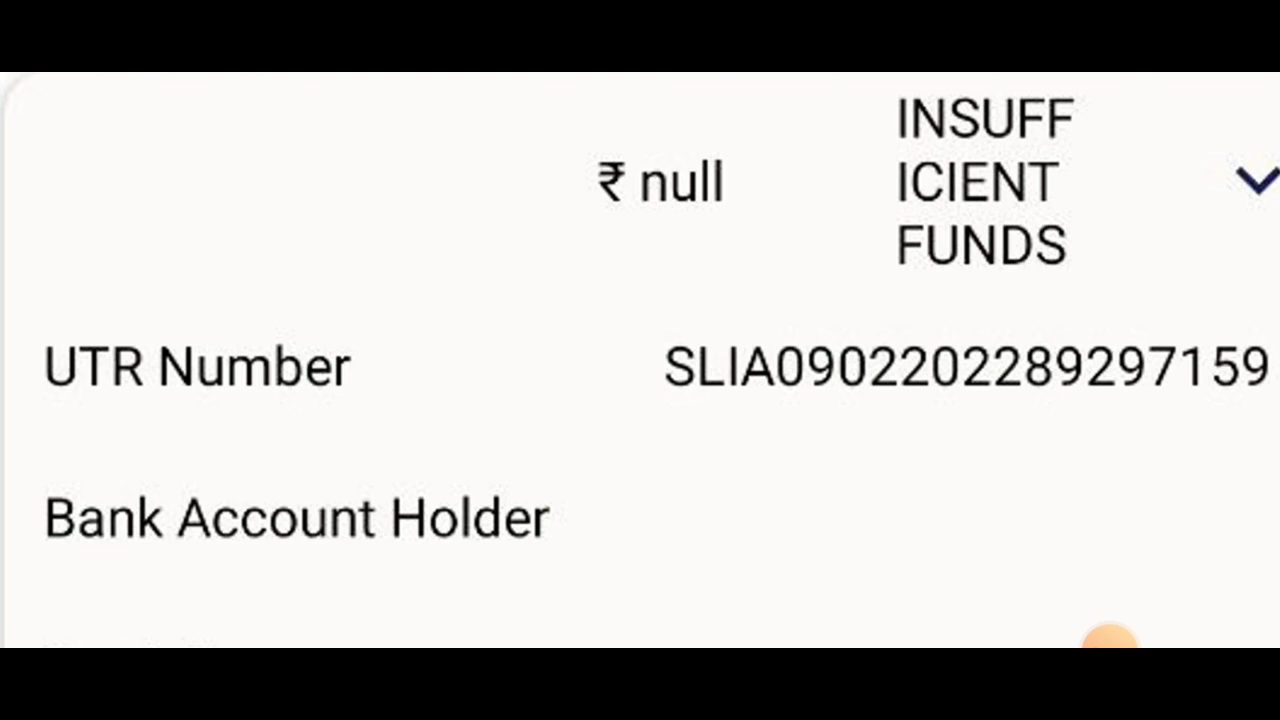 INSUFF
₹ null ICIENT
FUNDS
UTR Number SLIA0902202289297159
Bank Account Holder